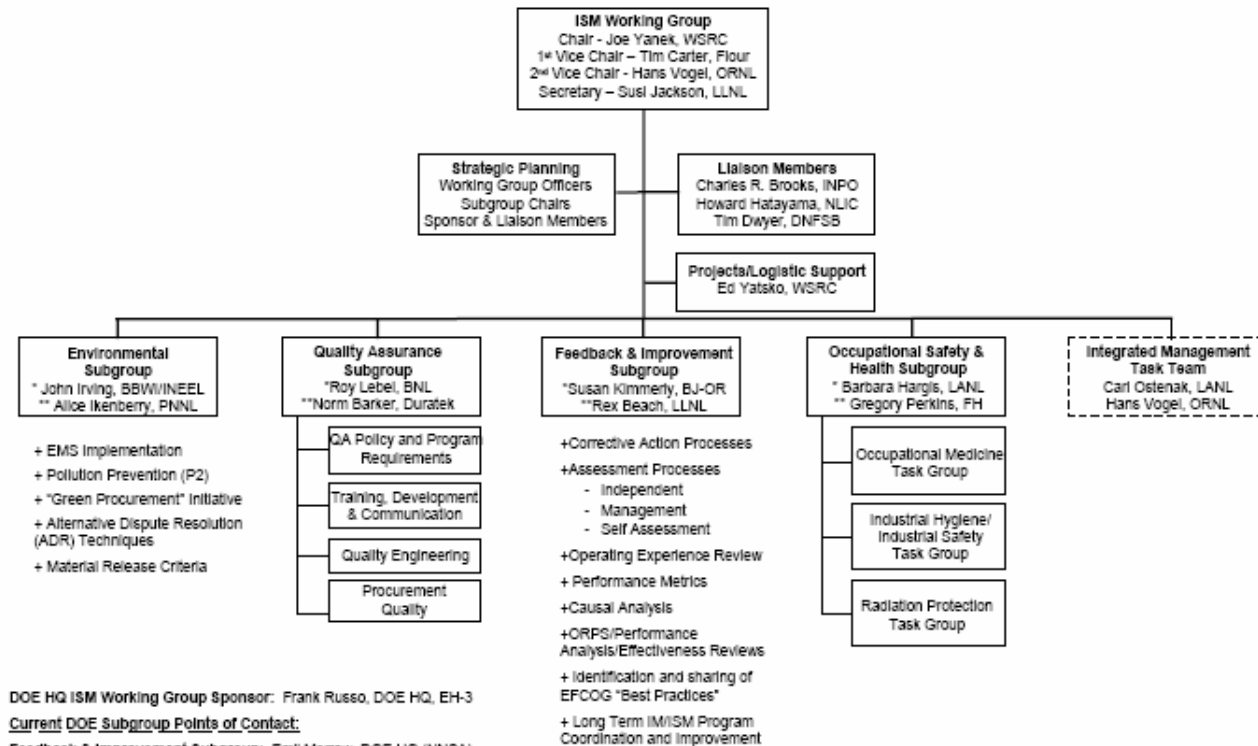 ISM Working Group
Chair - Joe Yanek, WSRC
1st Vice Chair – Tim Carter, Flour
2nd Vice Chair - Hans Vogel, ORNL
Secretary – Susi Jackson, LLNL
Strategic Planning
Working Group Officers
Subgroup Chairs
Sponsor & Liaison Members
Liaison Members
Charles R. Brooks, INPO
Howard Hatayama, NLIC
Tim Dwyer, DNFSB
Projects/Logistic Support
Ed Yatsko, WSRC
Environmental
Subgroup
* John Irving, BBWI/INEEL
** Alice Ikenberry, PNNL
+ EMS Implementation
+ Pollution Prevention (P2)
+ "Green Procurement" Initiative
+ Alternative Dispute Resolution
(ADR) Techniques
+ Material Release Criteria
Quality Assurance
Subgroup
*Roy Lebel, BNL
**Norm Barker, Duratek
QA Policy and Program
Requirements
Training, Development
& Communication
Quality Engineering
Procurement
Quality
Feedback & Improvement
Subgroup
*Susan Kimmerly, BJ-OR
**Rex Beach, LLNL
+Corrective Action Processes
+Assessment Processes
- Independent
- Management
- Self Assessment
+Operating Experience Review
+ Performance Metrics
+Causal Analysis
+ORPS/Performance
Analysis/Effectiveness Reviews
+ Identification and sharing of
EFCOG "Best Practices"
+ Long Term IM/ISM Program
Coordination and Improvement
Occupational Safety &
Health Subgroup
* Barbara Hargis, LANL
** Gregory Perkins, FH
Occupational Medicine
Task Group
Industrial Hygiene/
Industrial Safety
Task Group
Radiation Protection
Task Group
Integrated Management
Task Team
Carl Ostenak, LANL
Hans Vogel, ORNL
DOE HQ ISM Working Group Sponsor: Frank Russo, DOE HQ, EH-3
Current DOE Subgroup Points of Contact: